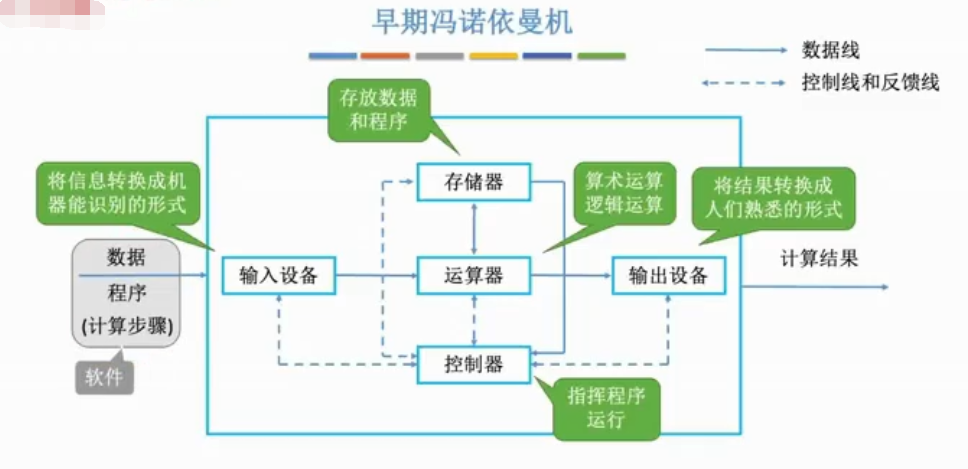 早期冯诺依曼机
数据线
控制线和反馈线
存放数据
和程序
将信息转换成机
器能识别的形式
存储器
算术运算
逻辑运算
将结果转换成
人们熟悉的形式
数据
程序
(计算步骤)
软件
输入设备
运算器
输出设备
计算结果
控制器
指挥程序
运行